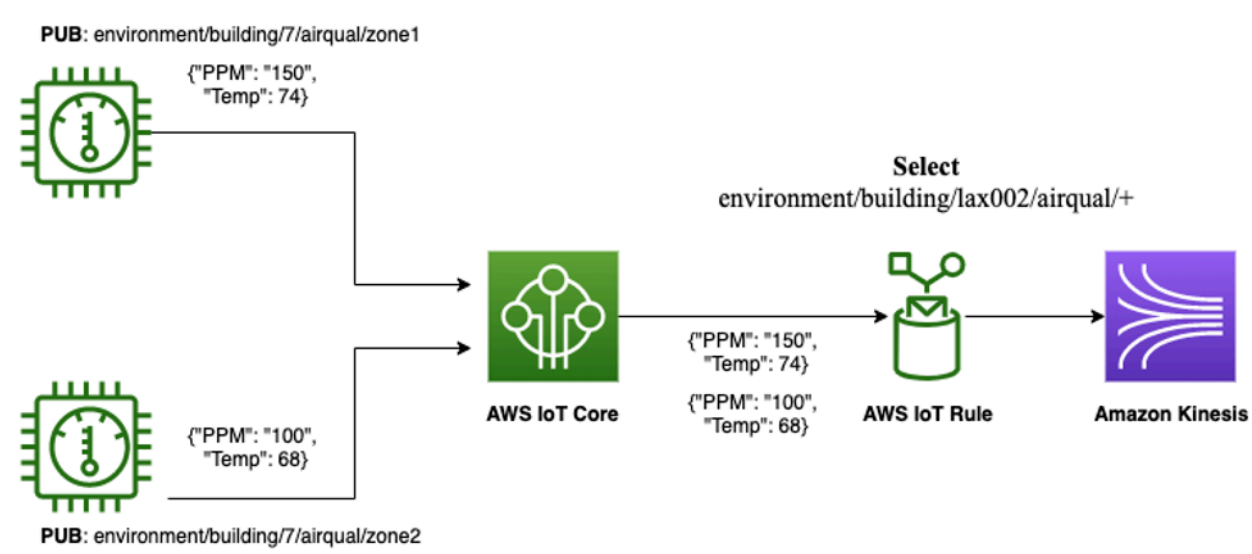 PUB: environment/building/7/airqual/zone1
{"PPM": "150",
"Temp": 74}
Select
environment/building/lax002/airqual/+
{"PPM": "150",
"Temp": 74}
{"PPM": "100",
"Temp": 68}
AWS IoT Core
{"PPM": "100",
"Temp": 68}
AWS IoT Rule
Amazon Kinesis
PUB: environment/building/7/airqual/zone2